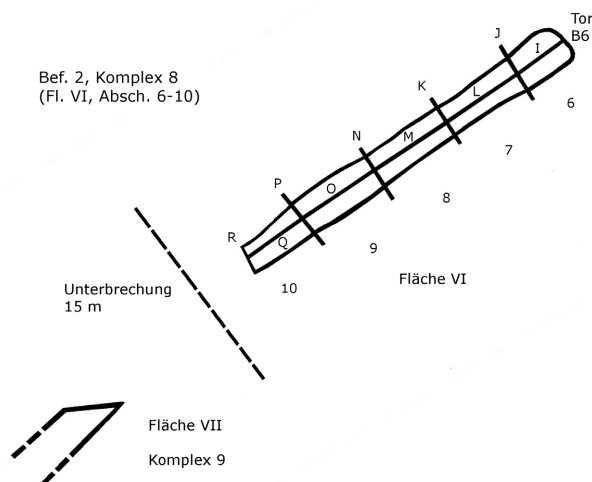 Tor
B6
J
I
Bef. 2, Komplex 8
(Fl. VI, Absch. 6-10)
K
L
6
N
M
7
P
O
8
R
Q
9
Fläche VI
10
Unterbrechung
15 m
Fläche VII
Komplex 9